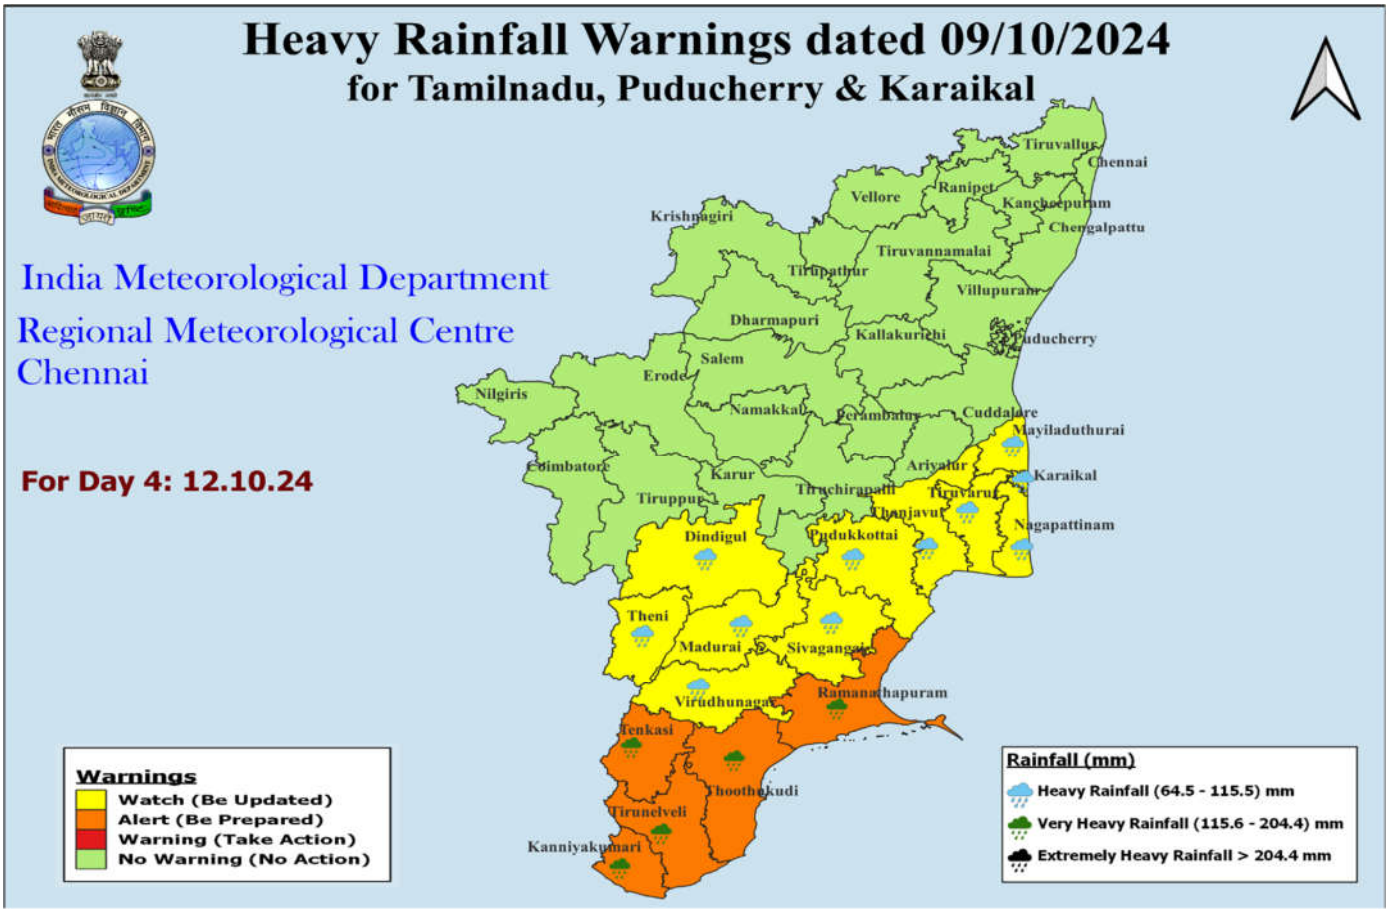 Heavy Rainfall Warnings dated 09/10/2024
for Tamilnadu, Puducherry & Karaikal
भारत मौसम विज्ञान विभाग
INDIA METEOROLOGICAL DEPARTMENT
India Meteorological Department
Regional Meteorological Centre
Chennai
For Day 4: 12.10.24
Tiruvallur
Chennai
Ranipet
Vellore
Kancheepuram
Krishnagiri
Chengalpattu
Tiruvannamalai
Tirupathur
Villupuram
Dharmapuri
Kallakurichi
Puducherry
Salem
Erode
Nilgiris
Namakkal
Perambalur
Cuddalore
Mayiladuthurai
Coimbatore
Karur
Ariyalur
Karaikal
Tiruppur
Tiruchirapalli
Tiruvarur
Thanjavur
Nagapattinam
Dindigul
Pudukkottai
Theni
Madurai
Sivagangai
Ramanathapuram
Virudhunagar
Tenkasi
Thoothukudi
Tirunelveli
Kanniyakumari
Warnings
Watch (Be Updated)
Alert (Be Prepared)
Warning (Take Action)
No Warning (No Action)
Rainfall (mm)
Heavy Rainfall (64.5 - 115.5) mm
Very Heavy Rainfall (115.6 - 204.4) mm
Extremely Heavy Rainfall > 204.4 mm